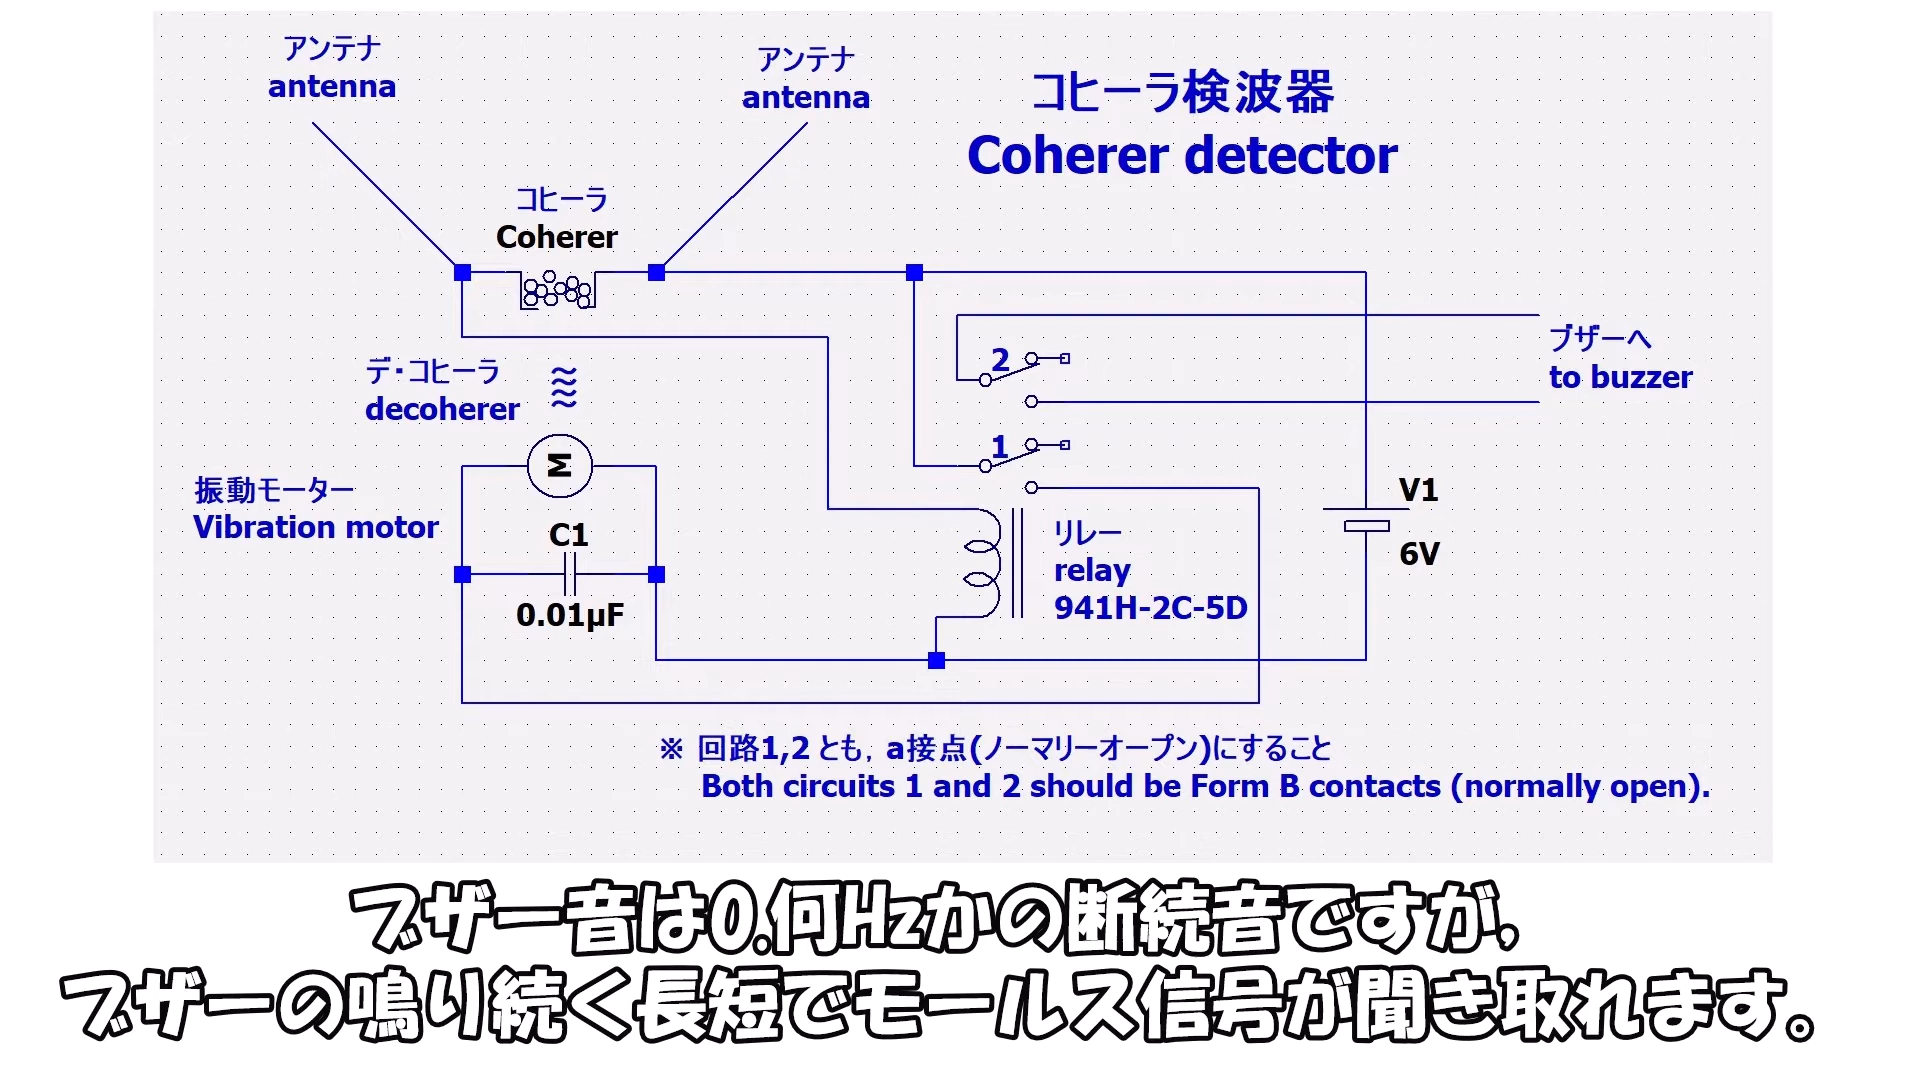 アンテナ
antenna
アンテナ
antenna
コヒーラ検波器
Coherer detector
コヒーラ
Coherer
ブザーへ
to buzzer
2
デ・コヒーラ
decoherer
1
M
振動モーター
Vibration motor
C1
0.01µF
リレー
relay
941H-2C-5D
V1
6V
※ 回路1,2 とも, a接点(ノーマリーオープン)にすること
Both circuits 1 and 2 should be Form B contacts (normally open).
ブザー音は0.何Hzかの断続音ですが,
ブザーの鳴り続く長短でモールス信号が聞き取れます。